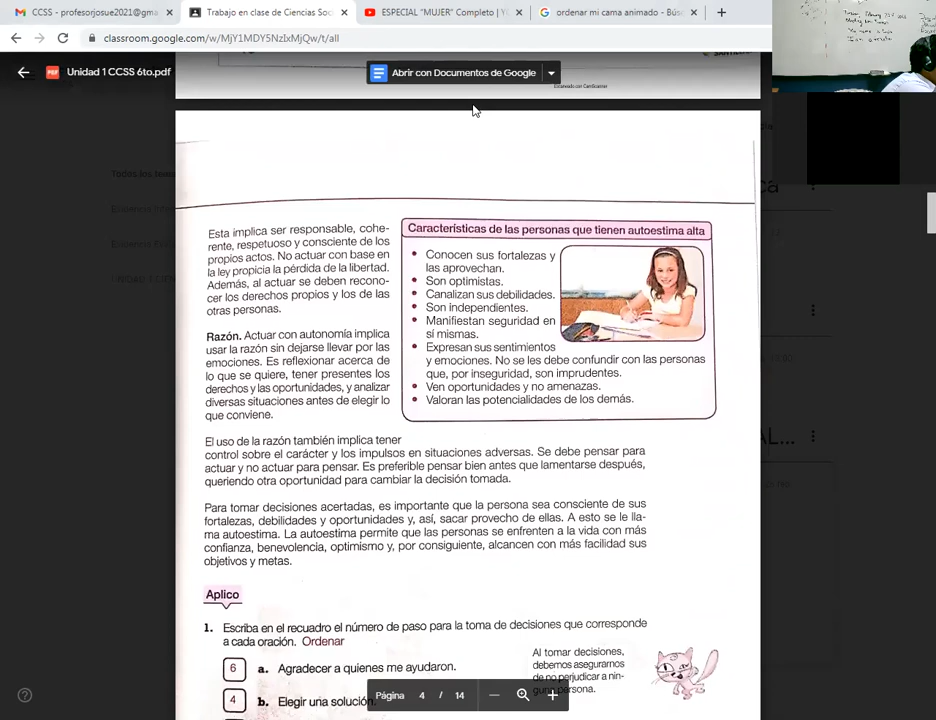 CCSS - profesorjosue2021@gma
Trabajo en clase de Ciencias Soc
ESPECIAL "MUJER" Completo | Y
ordenar mi cama animado - Bús
classroom.google.com/w/MjY1MDY5NzIxMjQw/t/all
Unidad 1 CCSS 6to.pdf
Abrir con Documentos de Google
Escaneado con CamScanner
Esta implica ser responsable, cohe-
rente, respetuoso y consciente de los
propios actos. No actuar con base en
la ley propicia la pérdida de la libertad.
Además, al actuar se deben recono-
cer los derechos propios y los de las
otras personas.
Razón. Actuar con autonomía implica
usar la razón sin dejarse llevar por las
emociones. Es reflexionar acerca de
lo que se quiere, tener presentes los
derechos y las oportunidades, y analizar
diversas situaciones antes de elegir lo
que conviene.
Características de las personas que tienen autoestima alta
• Conocen sus fortalezas y
las aprovechan.
• Son optimistas.
• Canalizan sus debilidades.
• Son independientes.
• Manifiestan seguridad en
sí mismas.
• Expresan sus sentimientos
y emociones. No se les debe confundir con las personas
que, por inseguridad, son imprudentes.
• Ven oportunidades y no amenazas.
• Valoran las potencialidades de los demás.
El uso de la razón también implica tener
control sobre el carácter y los impulsos en situaciones adversas. Se debe pensar para
actuar y no actuar para pensar. Es preferible pensar bien antes que lamentarse después,
queriendo otra oportunidad para cambiar la decisión tomada.
Para tomar decisiones acertadas, es importante que la persona sea consciente de sus
fortalezas, debilidades y oportunidades y, así, sacar provecho de ellas. A esto se le lla-
ma autoestima. La autoestima permite que las personas se enfrenten a la vida con más
confianza, benevolencia, optimismo y, por consiguiente, alcancen con más facilidad sus
objetivos y metas.
Aplico
1. Escriba en el recuadro el número de paso para la toma de decisiones que corresponde
a cada oración. Ordenar
6 a. Agradecer a quienes me ayudaron.
4 b. Elegir una solución.
Al tomar decisiones,
debemos asegurarnos
de no perjudicar a nin-
guna persona.
Página 4 / 14